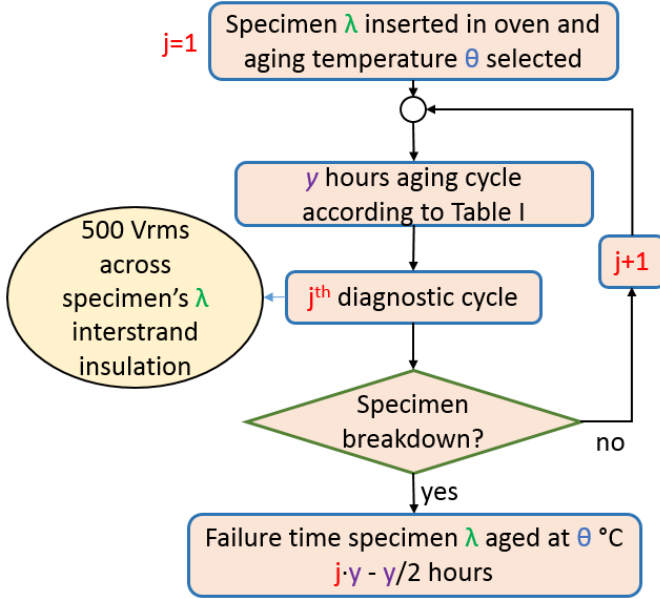 j=1
Specimen λ inserted in oven and
aging temperature θ selected
y hours aging cycle
according to Table I
500 Vrms
across
specimen's λ
interstrand
insulation
jth diagnostic cycle
j+1
Specimen
breakdown?
no
yes
Failure time specimen λ aged at θ °C
j·y - y/2 hours